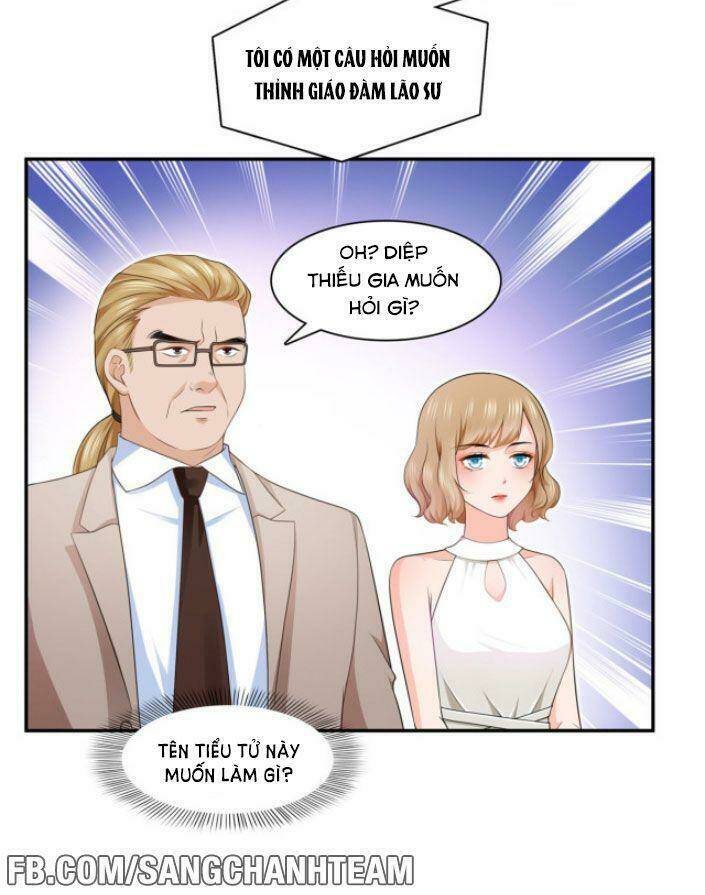 TÔI CÓ MỘT CÂU HỎI MUỐN
THỈNH GIÁO ĐÀM LÃO SƯ
OH? DIỆP
THIẾU GIA MUỐN
HỎI GÌ?
TÊN TIỂU TỬ NÀY
MUỐN LÀM GÌ?
FB.COM/SANGCHANHTEAM